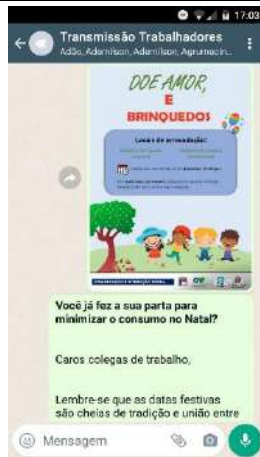 17:03
Transmissão Trabalhadores
Adão, Ademilson, Ademilson, Agrumacin...
DOE AMOR,
E
BRINQUEDOS
Locais de arrecadação:
Você já fez a sua parta para
minimizar o consumo no Natal?
Caros colegas de trabalho,
Lembre-se que as datas festivas
são cheias de tradição e união entre
Mensagem